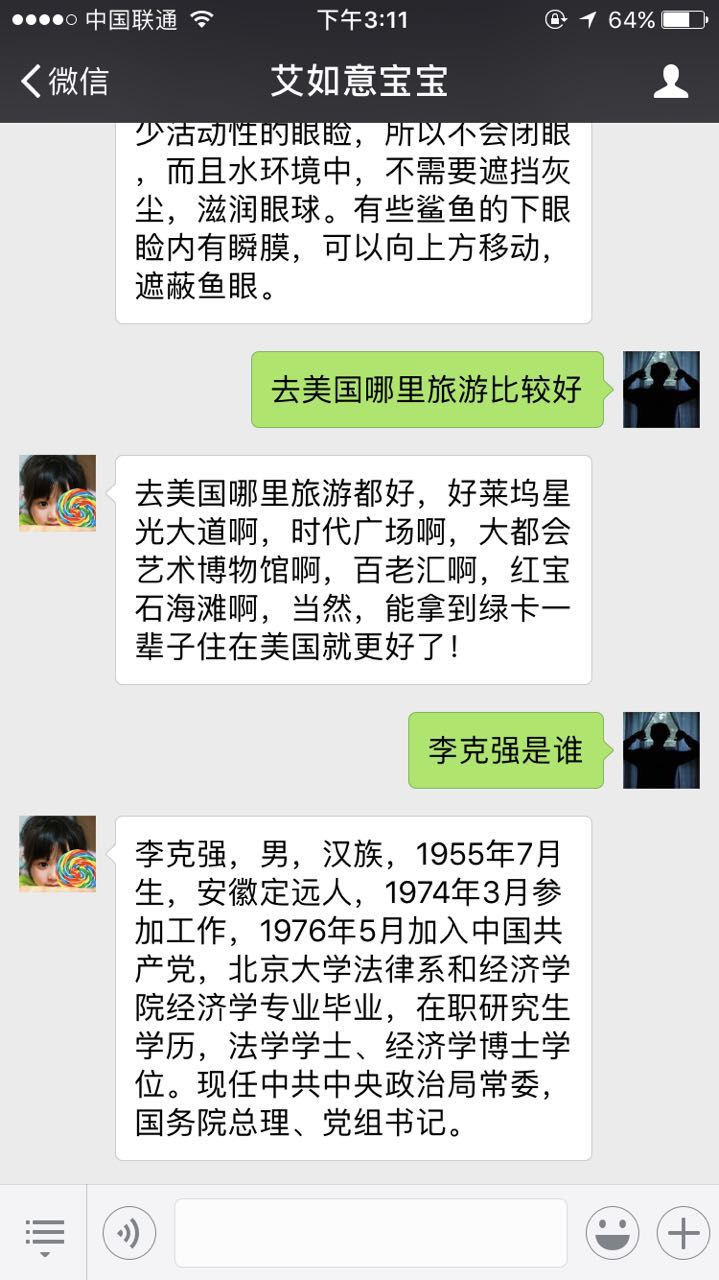 中国联通
下午3:11
64%
微信
艾如意宝宝
少活动性的眼睑，所以不会闭眼
，而且水环境中，不需要遮挡灰
尘，滋润眼球。有些鲨鱼的下眼
睑内有瞬膜，可以向上方移动，
遮蔽鱼眼。
去美国哪里旅游比较好
去美国哪里旅游都好，好莱坞星
光大道啊，时代广场啊，大都会
艺术博物馆啊，百老汇啊，红宝
石海滩啊，当然，能拿到绿卡一
辈子住在美国就更好了！
李克强是谁
李克强，男，汉族，1955年7月
生，安徽定远人，1974年3月参
加工作，1976年5月加入中国共
产党，北京大学法律系和经济学
院经济学专业毕业，在职研究生
学历，法学学士、经济学博士学
位。现任中共中央政治局常委，
国务院总理、党组书记。